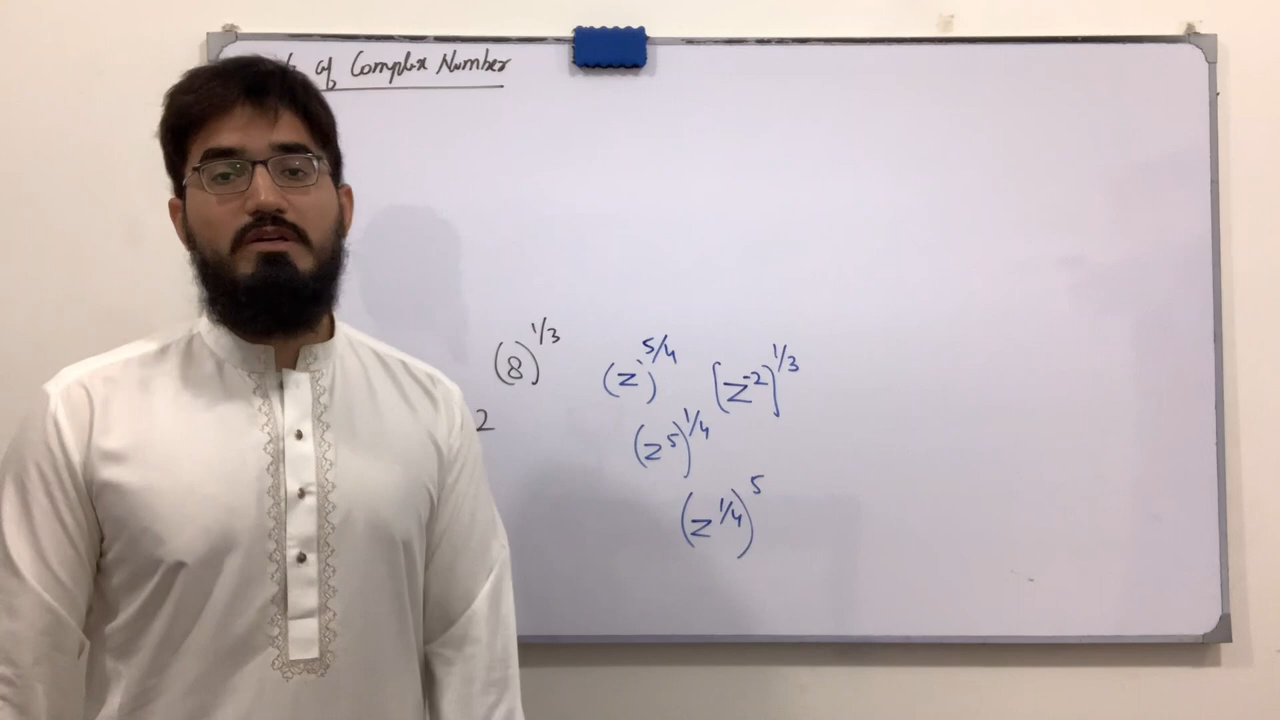 of Complex Number
(8)^{1/3} (z)^{5/4} [z^{-2}]^{1/3}
2 (z^5)^{1/4}
(z^{1/4})^5